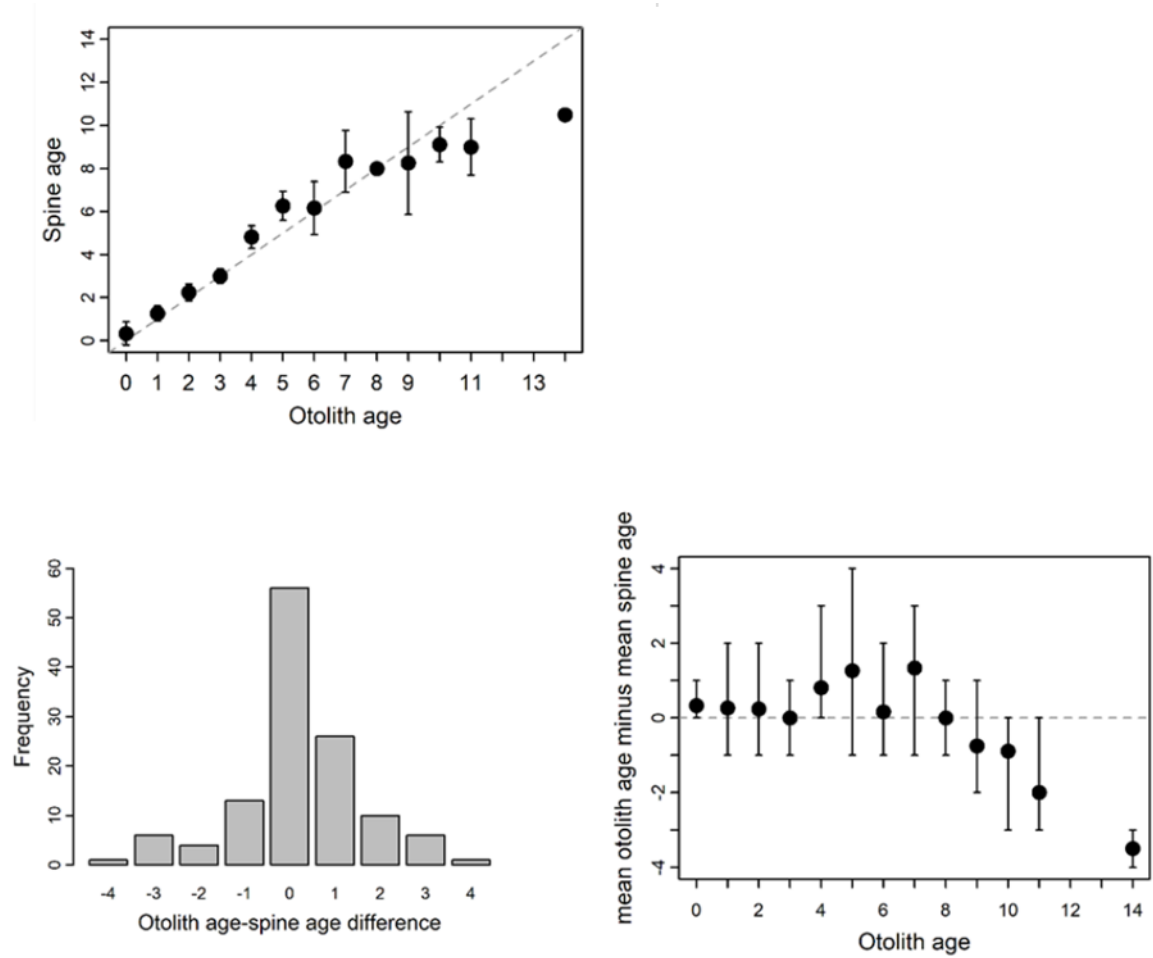 14
12
10
8
6
4
2
0
Spine age
0 1 2 3 4 5 6 7 8 9 11 13
Otolith age
60
50
40
30
20
10
0
Frequency
-4 -3 -2 -1 0 1 2 3 4
Otolith age-spine age difference
4
2
0
-2
-4
mean otolith age minus mean spine age
0 2 4 6 8 10 12 14
Otolith age